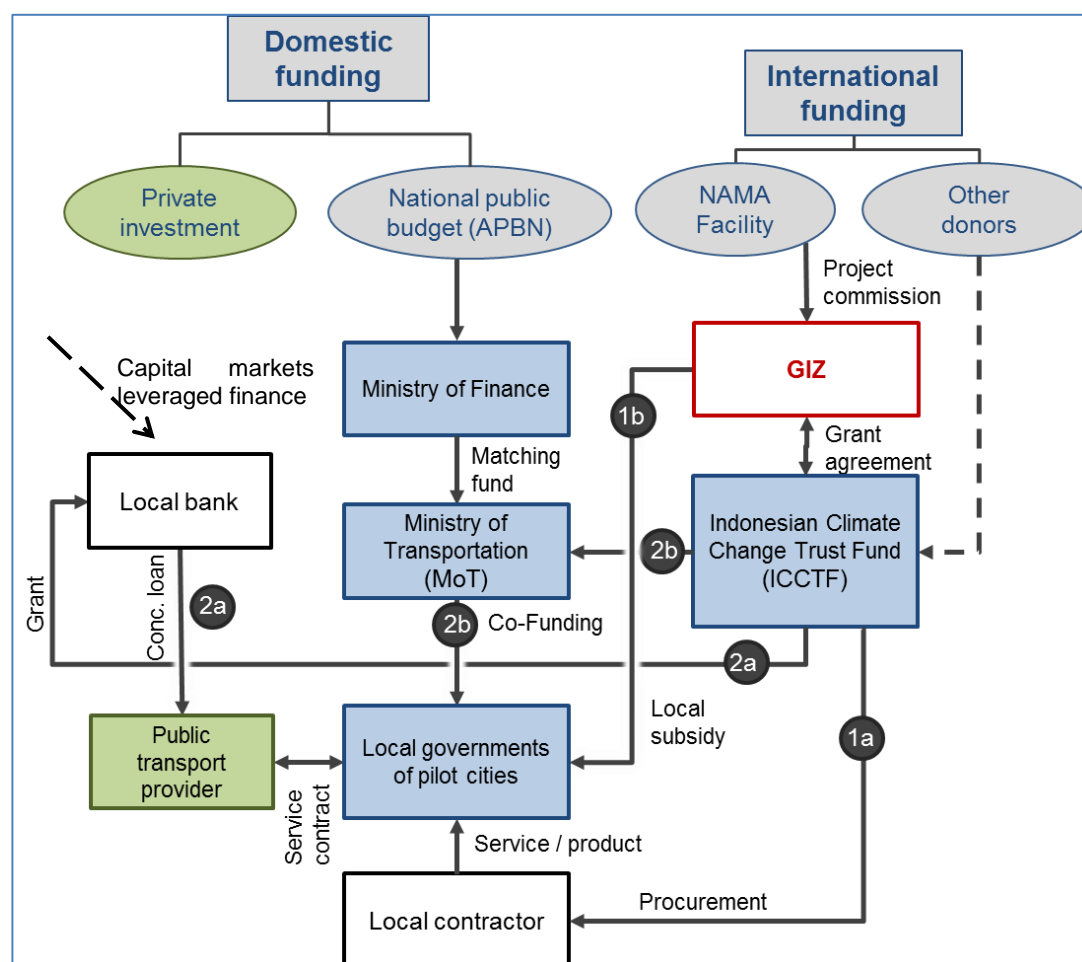 Domestic
funding
International
funding
Private
investment
National public
budget (APBN)
NAMA
Facility
Other
donors
Project
commission
Capital markets
leveraged finance
Ministry of Finance
GIZ
1b
Matching
fund
Grant
agreement
Local bank
Ministry of
Transportation
(MoT)
2b
Indonesian Climate
Change Trust Fund
(ICCTF)
Grant
Conc. loan
2a
2b
Co-Funding
2a
Public
transport
provider
Service
contract
Local governments
of pilot cities
Local
subsidy
1a
Service / product
Local contractor
Procurement